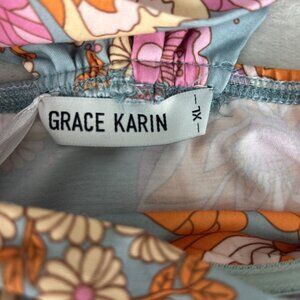 GRACE KARIN
— XL —